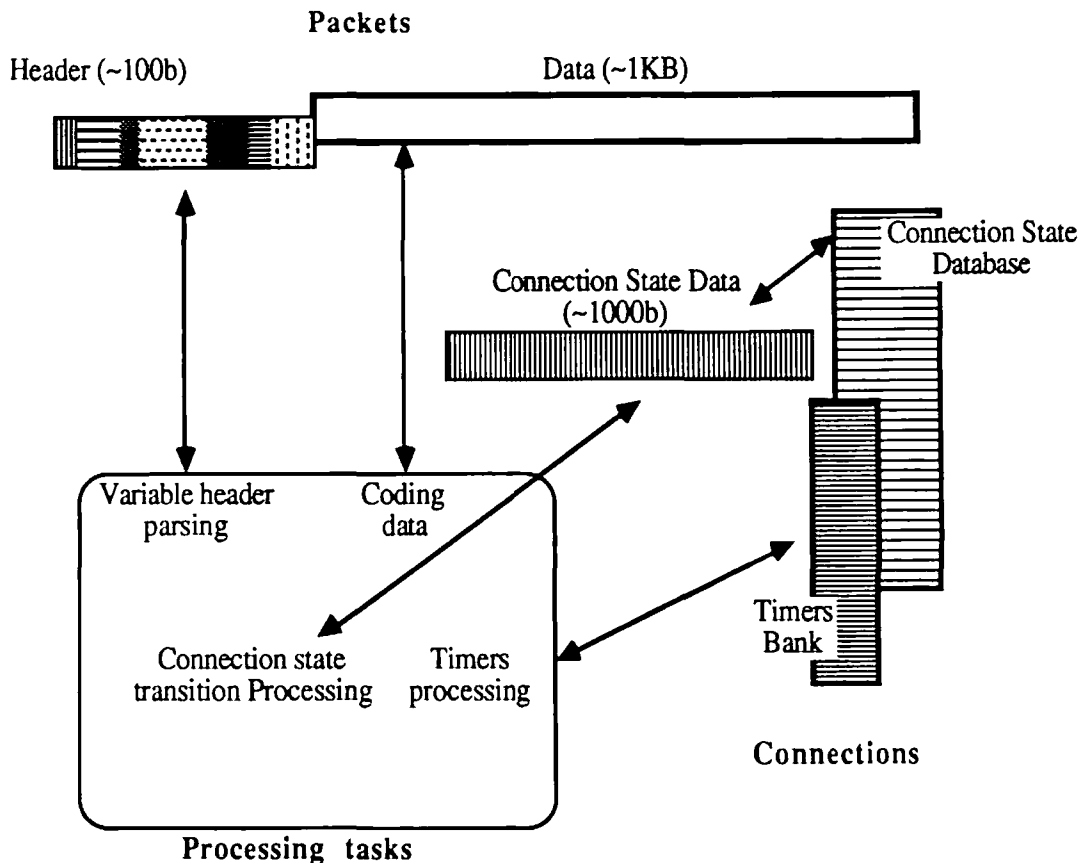 Packets
Header (~100b)
Data (~1KB)
Connection State
Database
Connection State Data
(~1000b)
Variable header
parsing
Coding
data
Timers
Bank
Connection state
transition Processing
Timers
processing
Connections
Processing tasks